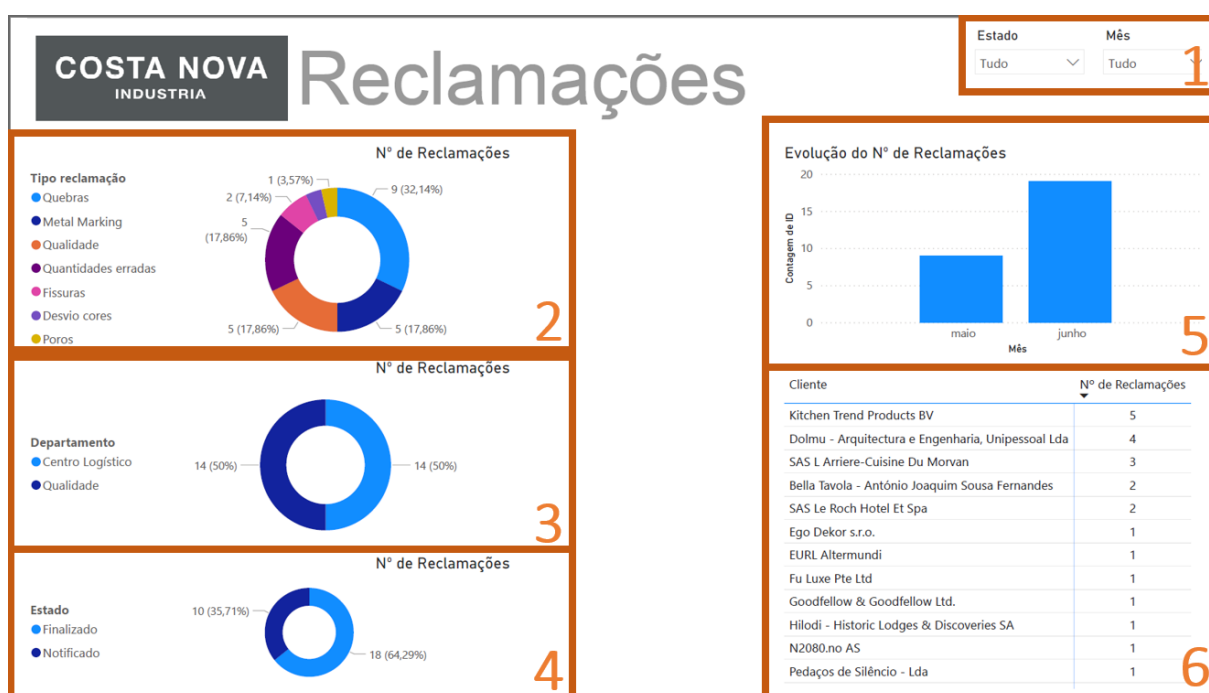 COSTA NOVA
INDUSTRIA
Reclamações
Estado
Mês
Tudo
Tudo
1
Nº de Reclamações
Tipo reclamação
Quebras
Metal Marking
Qualidade
Quantidades erradas
Fissuras
Desvio cores
Poros
1 (3,57%)
2 (7,14%)
5
(17,86%)
5 (17,86%)
5 (17,86%)
9 (32,14%)
2
Nº de Reclamações
Departamento
Centro Logístico
Qualidade
14 (50%)
14 (50%)
3
Nº de Reclamações
Estado
Finalizado
Notificado
10 (35,71%)
18 (64,29%)
4
Evolução do Nº de Reclamações
20
15
10
5
0
Contagem de ID
maio
junho
Mês
5
Cliente Nº de Reclamações
Kitchen Trend Products BV 5
Dolmu - Arquitectura e Engenharia, Unipessoal Lda 4
SAS L Arriere-Cuisine Du Morvan 3
Bella Tavola - António Joaquim Sousa Fernandes 2
SAS Le Roch Hotel Et Spa 2
Ego Dekor s.r.o. 1
EURL Altermundi 1
Fu Luxe Pte Ltd 1
Goodfellow & Goodfellow Ltd. 1
Hilodi - Historic Lodges & Discoveries SA 1
N2080.no AS 1
Pedaços de Silêncio - Lda 1
6